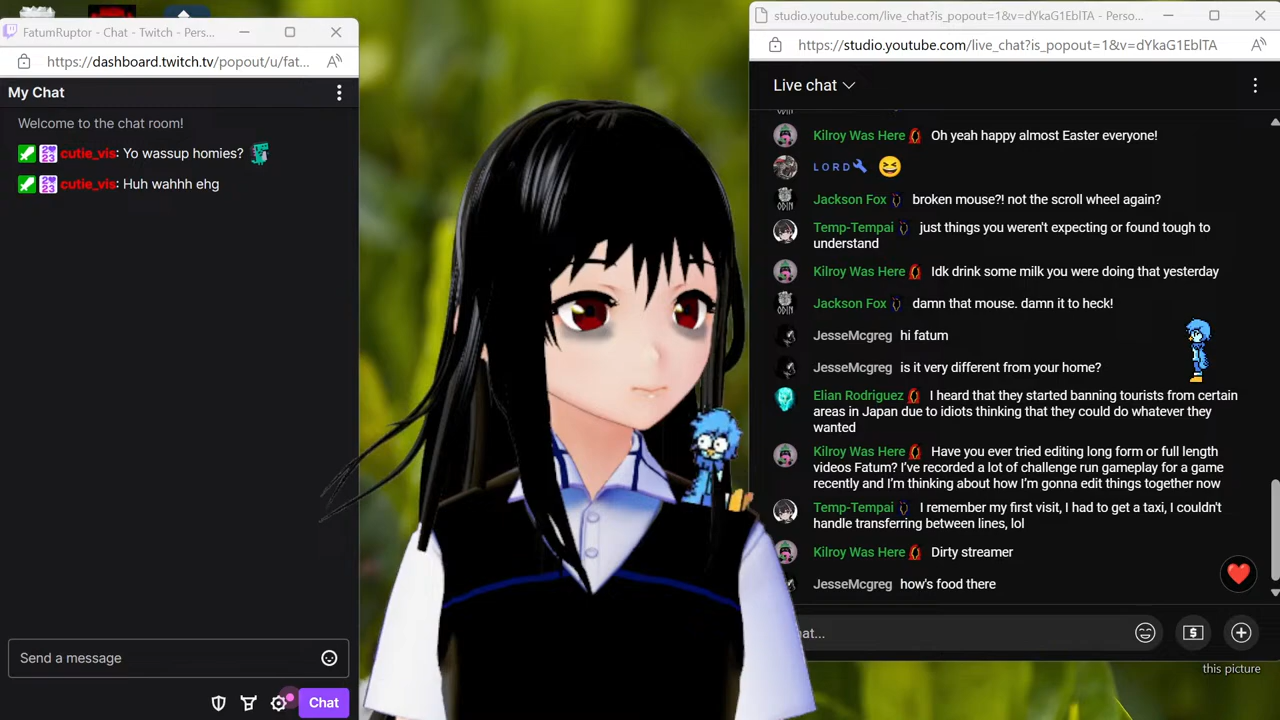 FatumRuptor - Chat - Twitch - Pers...
https://dashboard.twitch.tv/popout/u/fat...
My Chat
Welcome to the chat room!
cutie_vis: Yo wassup homies?
cutie_vis: Huh wahhh ehg
Send a message
Chat
studio.youtube.com/live_chat?is_popout=1&v=dYkaG1EblTA - Perso...
https://studio.youtube.com/live_chat?is_popout=1&v=dYkaG1EblTA
Live chat
Kilroy Was Here Oh yeah happy almost Easter everyone!
L O R D 😆
Jackson Fox broken mouse?! not the scroll wheel again?
Temp-Tempai just things you weren't expecting or found tough to
understand
Kilroy Was Here Idk drink some milk you were doing that yesterday
Jackson Fox damn that mouse. damn it to heck!
JesseMcgreg hi fatum
JesseMcgreg is it very different from your home?
Elian Rodriguez I heard that they started banning tourists from certain
areas in Japan due to idiots thinking that they could do whatever they
wanted
Kilroy Was Here Have you ever tried editing long form or full length
videos Fatum? I've recorded a lot of challenge run gameplay for a game
recently and I'm thinking about how I'm gonna edit things together now
Temp-Tempai I remember my first visit, I had to get a taxi, I couldn't
handle transferring between lines, lol
Kilroy Was Here Dirty streamer
JesseMcgreg how's food there
at...
this picture